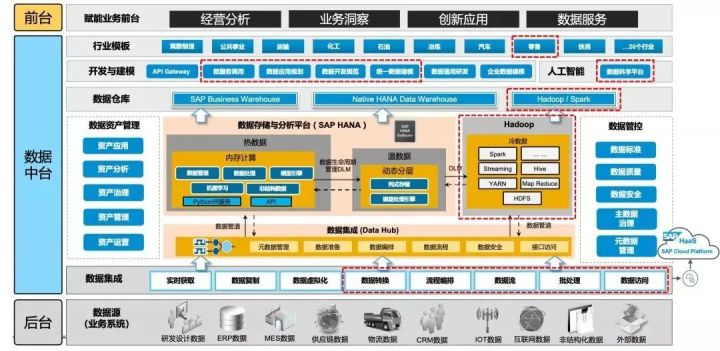 前台
赋能业务前台
经营分析
业务洞察
创新应用
数据服务
数据中台
行业模板
离散制造
公共事业
运输
化工
石油
冶炼
汽车
零售
快消
...26个行业
开发与建模
API Gateway
微服务调用
数据应用规划
数据开发规范
统一数据建模
数据通用研发
企业数据建模
人工智能
数据科学平台
数据仓库
SAP Business Warehouse
Native HANA Data Warehouse
Hadoop / Spark
数据资产管理
资产应用
资产分析
资产治理
资产管理
资产运营
数据存储与分析平台 ( SAP HANA )
SAP HANA
热数据
内存计算
数据管理
数据处理
模型引擎
机器学习
非结构数据
Python/R服务
API
数据生命周期
管理DLM
温数据
动态分层
列式存储
磁盘处理引擎
DLM
Hadoop
冷数据
Spark
... ...
Streaming
Hive
YARN
Map Reduce
HDFS
数据管控
数据标准
数据质量
数据安全
主数据
治理
元数据
管理
数据管道
数据管道
数据集成 (Data Hub)
元数据管理
数据准备
数据编排
数据流程
数据安全
接口访问
SAP HaaS
SAP Cloud Platform
数据集成
实时获取
数据复制
数据虚拟化
数据转换
流程编排
数据流
批处理
数据访问
后台
数据源
(业务系统)
研发设计数据
ERP数据
MES数据
供应链数据
物流数据
CRM数据
IOT数据
互联网数据
非结构化数据
外部数据